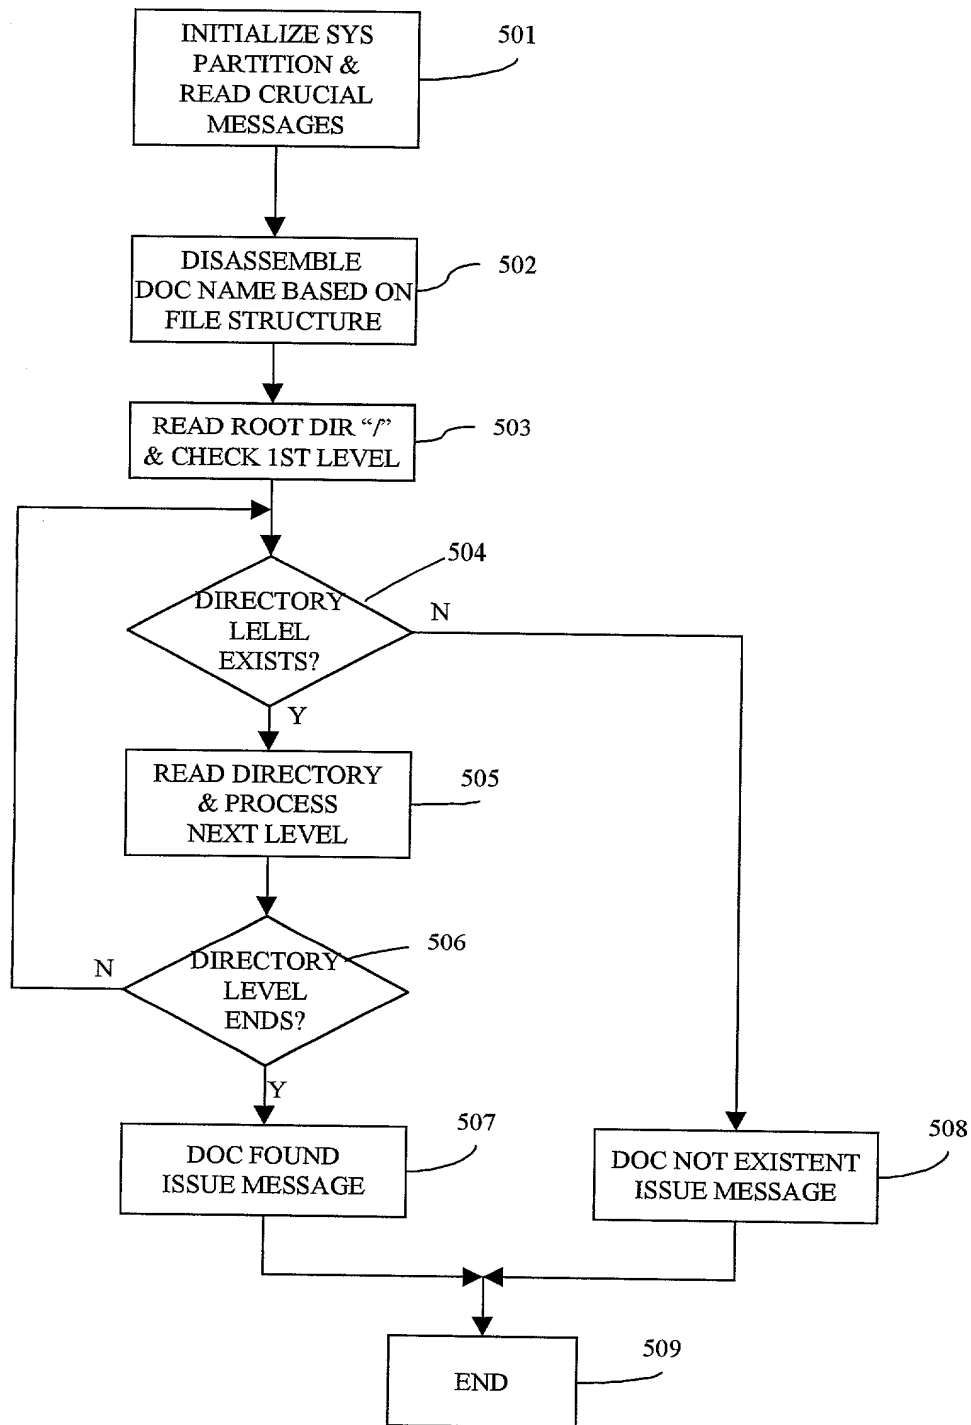 INITIALIZE SYS
PARTITION &
READ CRUCIAL
MESSAGES
501
DISASSEMBLE
DOC NAME BASED ON
FILE STRUCTURE
502
READ ROOT DIR “/”
& CHECK 1ST LEVEL
503
504
DIRECTORY
LELEL
EXISTS?
N
Y
READ DIRECTORY
& PROCESS
NEXT LEVEL
505
506
DIRECTORY
LEVEL
ENDS?
N
Y
DOC FOUND
ISSUE MESSAGE
507
DOC NOT EXISTENT
ISSUE MESSAGE
508
END
509